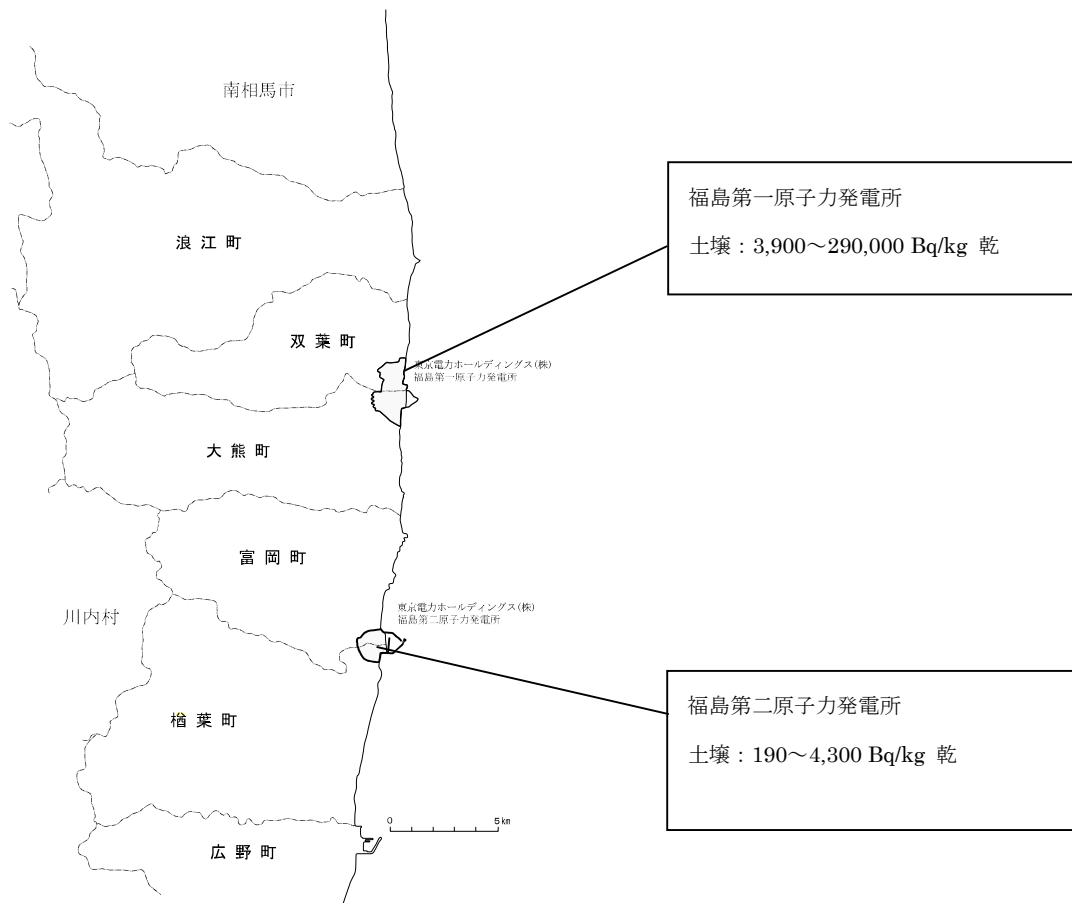 南相馬市
福島第一原子力発電所
土壌：3,900～290,000 Bq/kg 乾
浪江町
双葉町
東京電力ホールディングス(株)
福島第一原子力発電所
大熊町
富岡町
東京電力ホールディングス(株)
福島第二原子力発電所
川内村
福島第二原子力発電所
土壌：190～4,300 Bq/kg 乾
楢葉町
0 5km
広野町